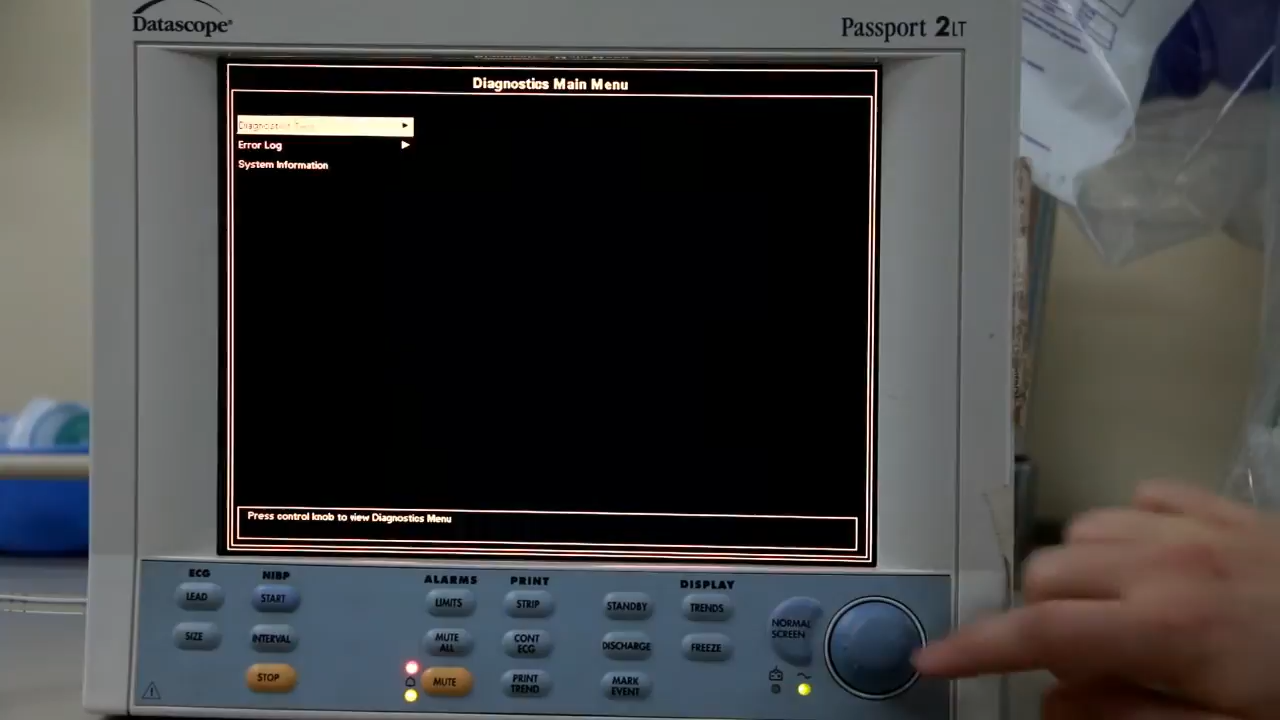 Datascope®
Passport 2LT
Diagnostics Main Menu
Error Log
System Information
Press control knob to view Diagnostics Menu
ECG
NIBP
ALARMS
PRINT
DISPLAY
LEAD
START
LIMITS
STRIP
STANDBY
TRENDS
SIZE
INTERVAL
MUTE ALL
CONT ECG
DISCHARGE
FREEZE
NORMAL SCREEN
STOP
MUTE
PRINT TREND
MARK EVENT